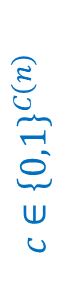 c ∈ {0,1}^{C(n)}